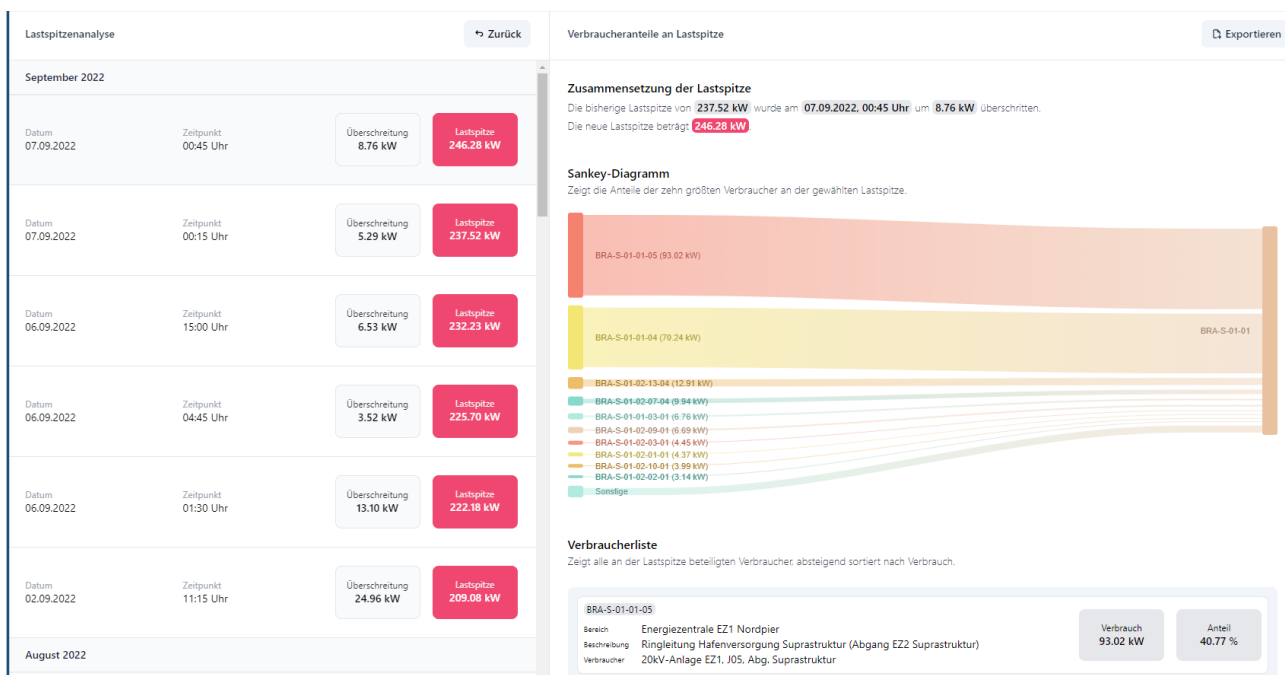 Lastspitzenanalyse
Zurück
September 2022
Datum
07.09.2022
Zeitpunkt
00:45 Uhr
Überschreitung
8.76 kW
Lastspitze
246.28 kW
Datum
07.09.2022
Zeitpunkt
00:15 Uhr
Überschreitung
5.29 kW
Lastspitze
237.52 kW
Datum
06.09.2022
Zeitpunkt
15:00 Uhr
Überschreitung
6.53 kW
Lastspitze
232.23 kW
Datum
06.09.2022
Zeitpunkt
04:45 Uhr
Überschreitung
3.52 kW
Lastspitze
225.70 kW
Datum
06.09.2022
Zeitpunkt
01:30 Uhr
Überschreitung
13.10 kW
Lastspitze
222.18 kW
Datum
02.09.2022
Zeitpunkt
11:15 Uhr
Überschreitung
24.96 kW
Lastspitze
209.08 kW
August 2022
Verbraucheranteile an Lastspitze
Exportieren
Zusammensetzung der Lastspitze
Die bisherige Lastspitze von 237.52 kW wurde am 07.09.2022, 00:45 Uhr um 8.76 kW überschritten.
Die neue Lastspitze beträgt 246.28 kW.
Sankey-Diagramm
Zeigt die Anteile der zehn größten Verbraucher an der gewählten Lastspitze.
BRA-S-01-01-05 (93.02 kW)
BRA-S-01-01-04 (70.24 kW)
BRA-S-01-02-13-04 (12.91 kW)
BRA-S-01-02-07-04 (9.94 kW)
BRA-S-01-01-03-01 (6.76 kW)
BRA-S-01-02-09-01 (6.69 kW)
BRA-S-01-02-03-01 (4.45 kW)
BRA-S-01-02-01-01 (4.37 kW)
BRA-S-01-02-10-01 (3.99 kW)
BRA-S-01-02-02-01 (3.14 kW)
Sonstige
BRA-S-01-01
Verbraucherliste
Zeigt alle an der Lastspitze beteiligten Verbraucher, absteigend sortiert nach Verbrauch.
BRA-S-01-01-05
Bereich Energiezentrale EZ1 Nordpier
Beschreibung Ringleitung Hafenversorgung Suprastruktur (Abgang EZ2 Suprastruktur)
Verbraucher 20kV-Anlage EZ1, J05, Abg. Suprastruktur
Verbrauch
93.02 kW
Anteil
40.77 %